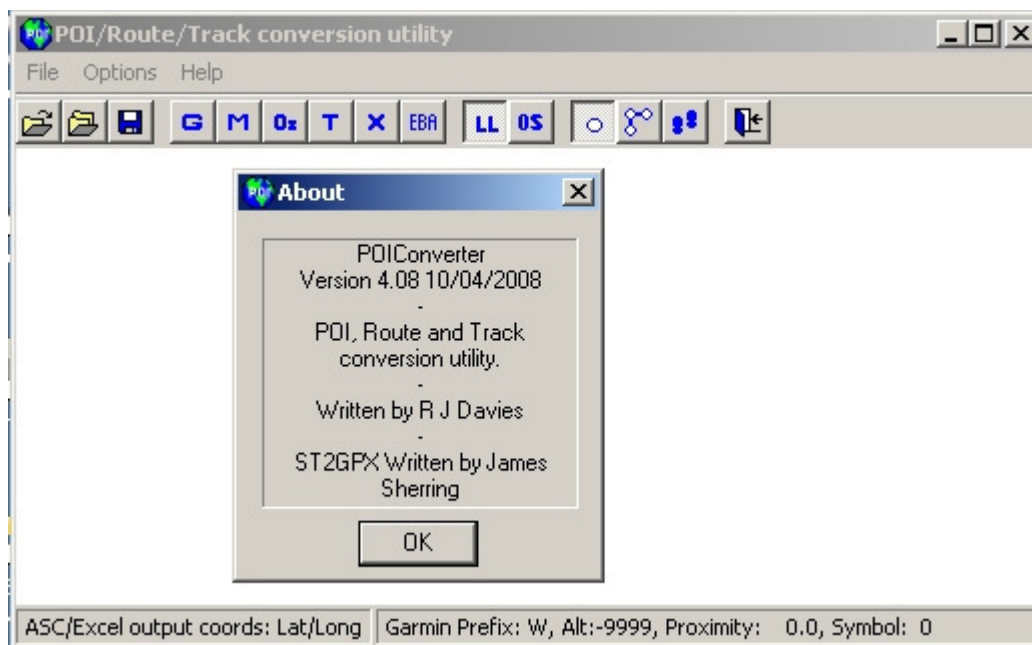 POI/Route/Track conversion utility
File Options Help
G M Oz T X EBA LL OS
POI About
POIConverter
Version 4.08 10/04/2008
-
POI, Route and Track
conversion utility.
-
Written by R J Davies
-
ST2GPX Written by James
Sherring
OK
ASC/Excel output coords: Lat/Long
Garmin Prefix: W, Alt:-9999, Proximity: 0.0, Symbol: 0